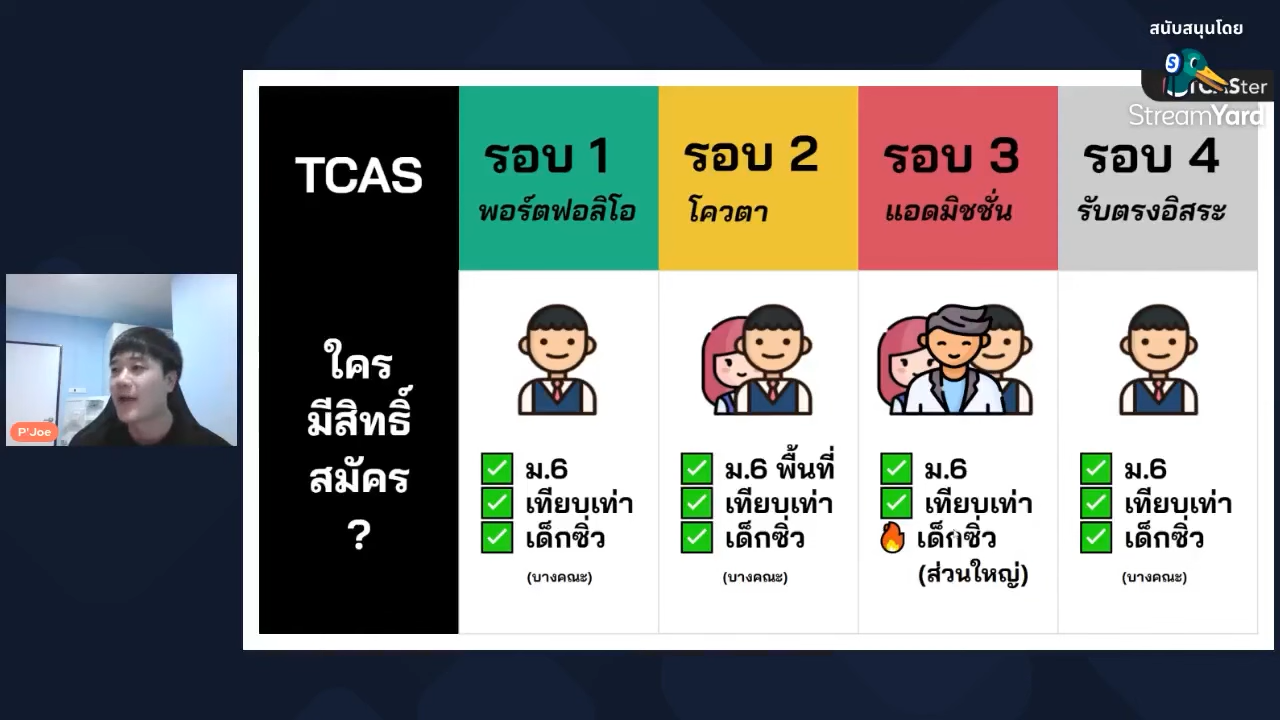 สนับสนุนโดย
StreamYard
TCAS
รอบ 1
พอร์ตฟอลิโอ
รอบ 2
โควตา
รอบ 3
แอดมิชชั่น
รอบ 4
รับตรงอิสระ
ใคร
มีสิทธิ์
สมัคร
?
ม.6
เทียบเท่า
เด็กซิ่ว
(บางคณะ)
ม.6 พื้นที่
เทียบเท่า
เด็กซิ่ว
(บางคณะ)
ม.6
เทียบเท่า
เด็กซิ่ว
(ส่วนใหญ่)
ม.6
เทียบเท่า
เด็กซิ่ว
(บางคณะ)
P'Joe